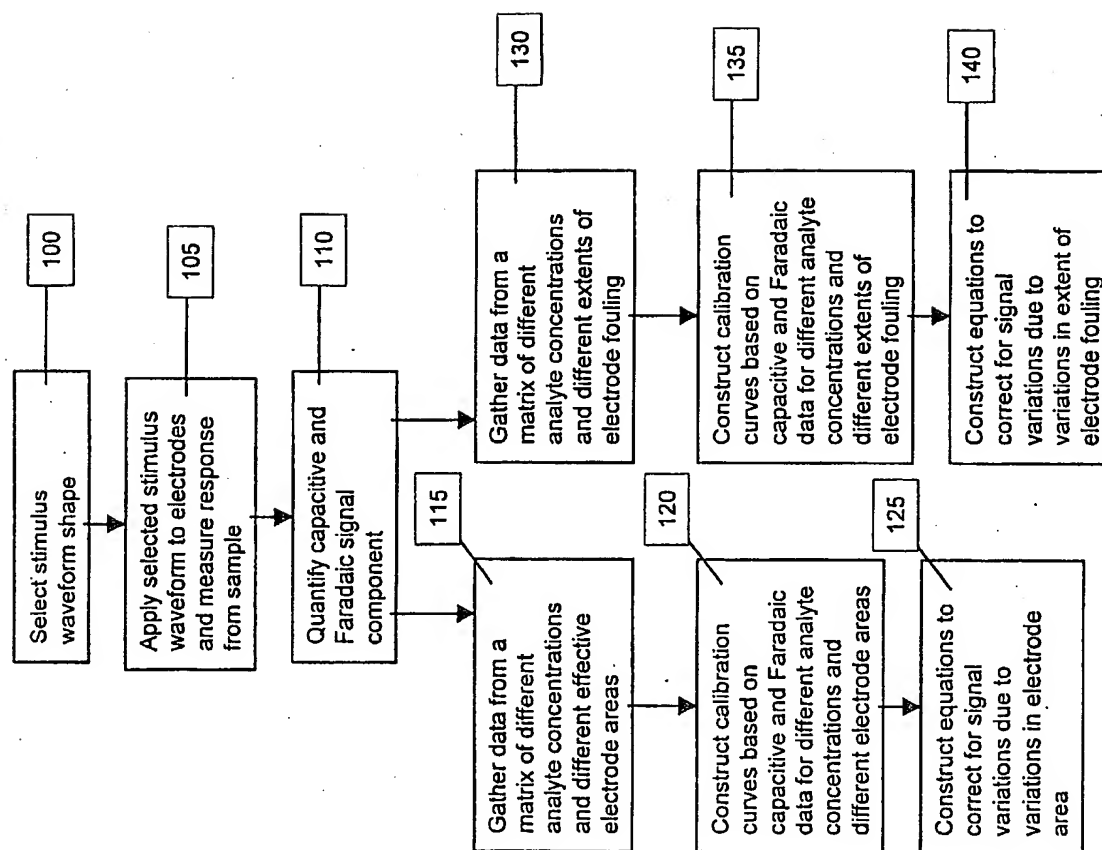 100
Select stimulus
waveform shape
105
Apply selected stimulus
waveform to electrodes
and measure response
from sample
110
Quantify capacitive and
Faradaic signal
component
115
Gather data from a
matrix of different
analyte concentrations
and different effective
electrode areas
120
Construct calibration
curves based on
capacitive and Faradaic
data for different analyte
concentrations and
different electrode areas
125
Construct equations to
correct for signal
variations due to
variations in electrode
area
130
Gather data from a
matrix of different
analyte concentrations
and different extents of
electrode fouling
135
Construct calibration
curves based on
capacitive and Faradaic
data for different analyte
concentrations and
different extents of
electrode fouling
140
Construct equations to
correct for signal
variations due to
variations in extent of
electrode fouling